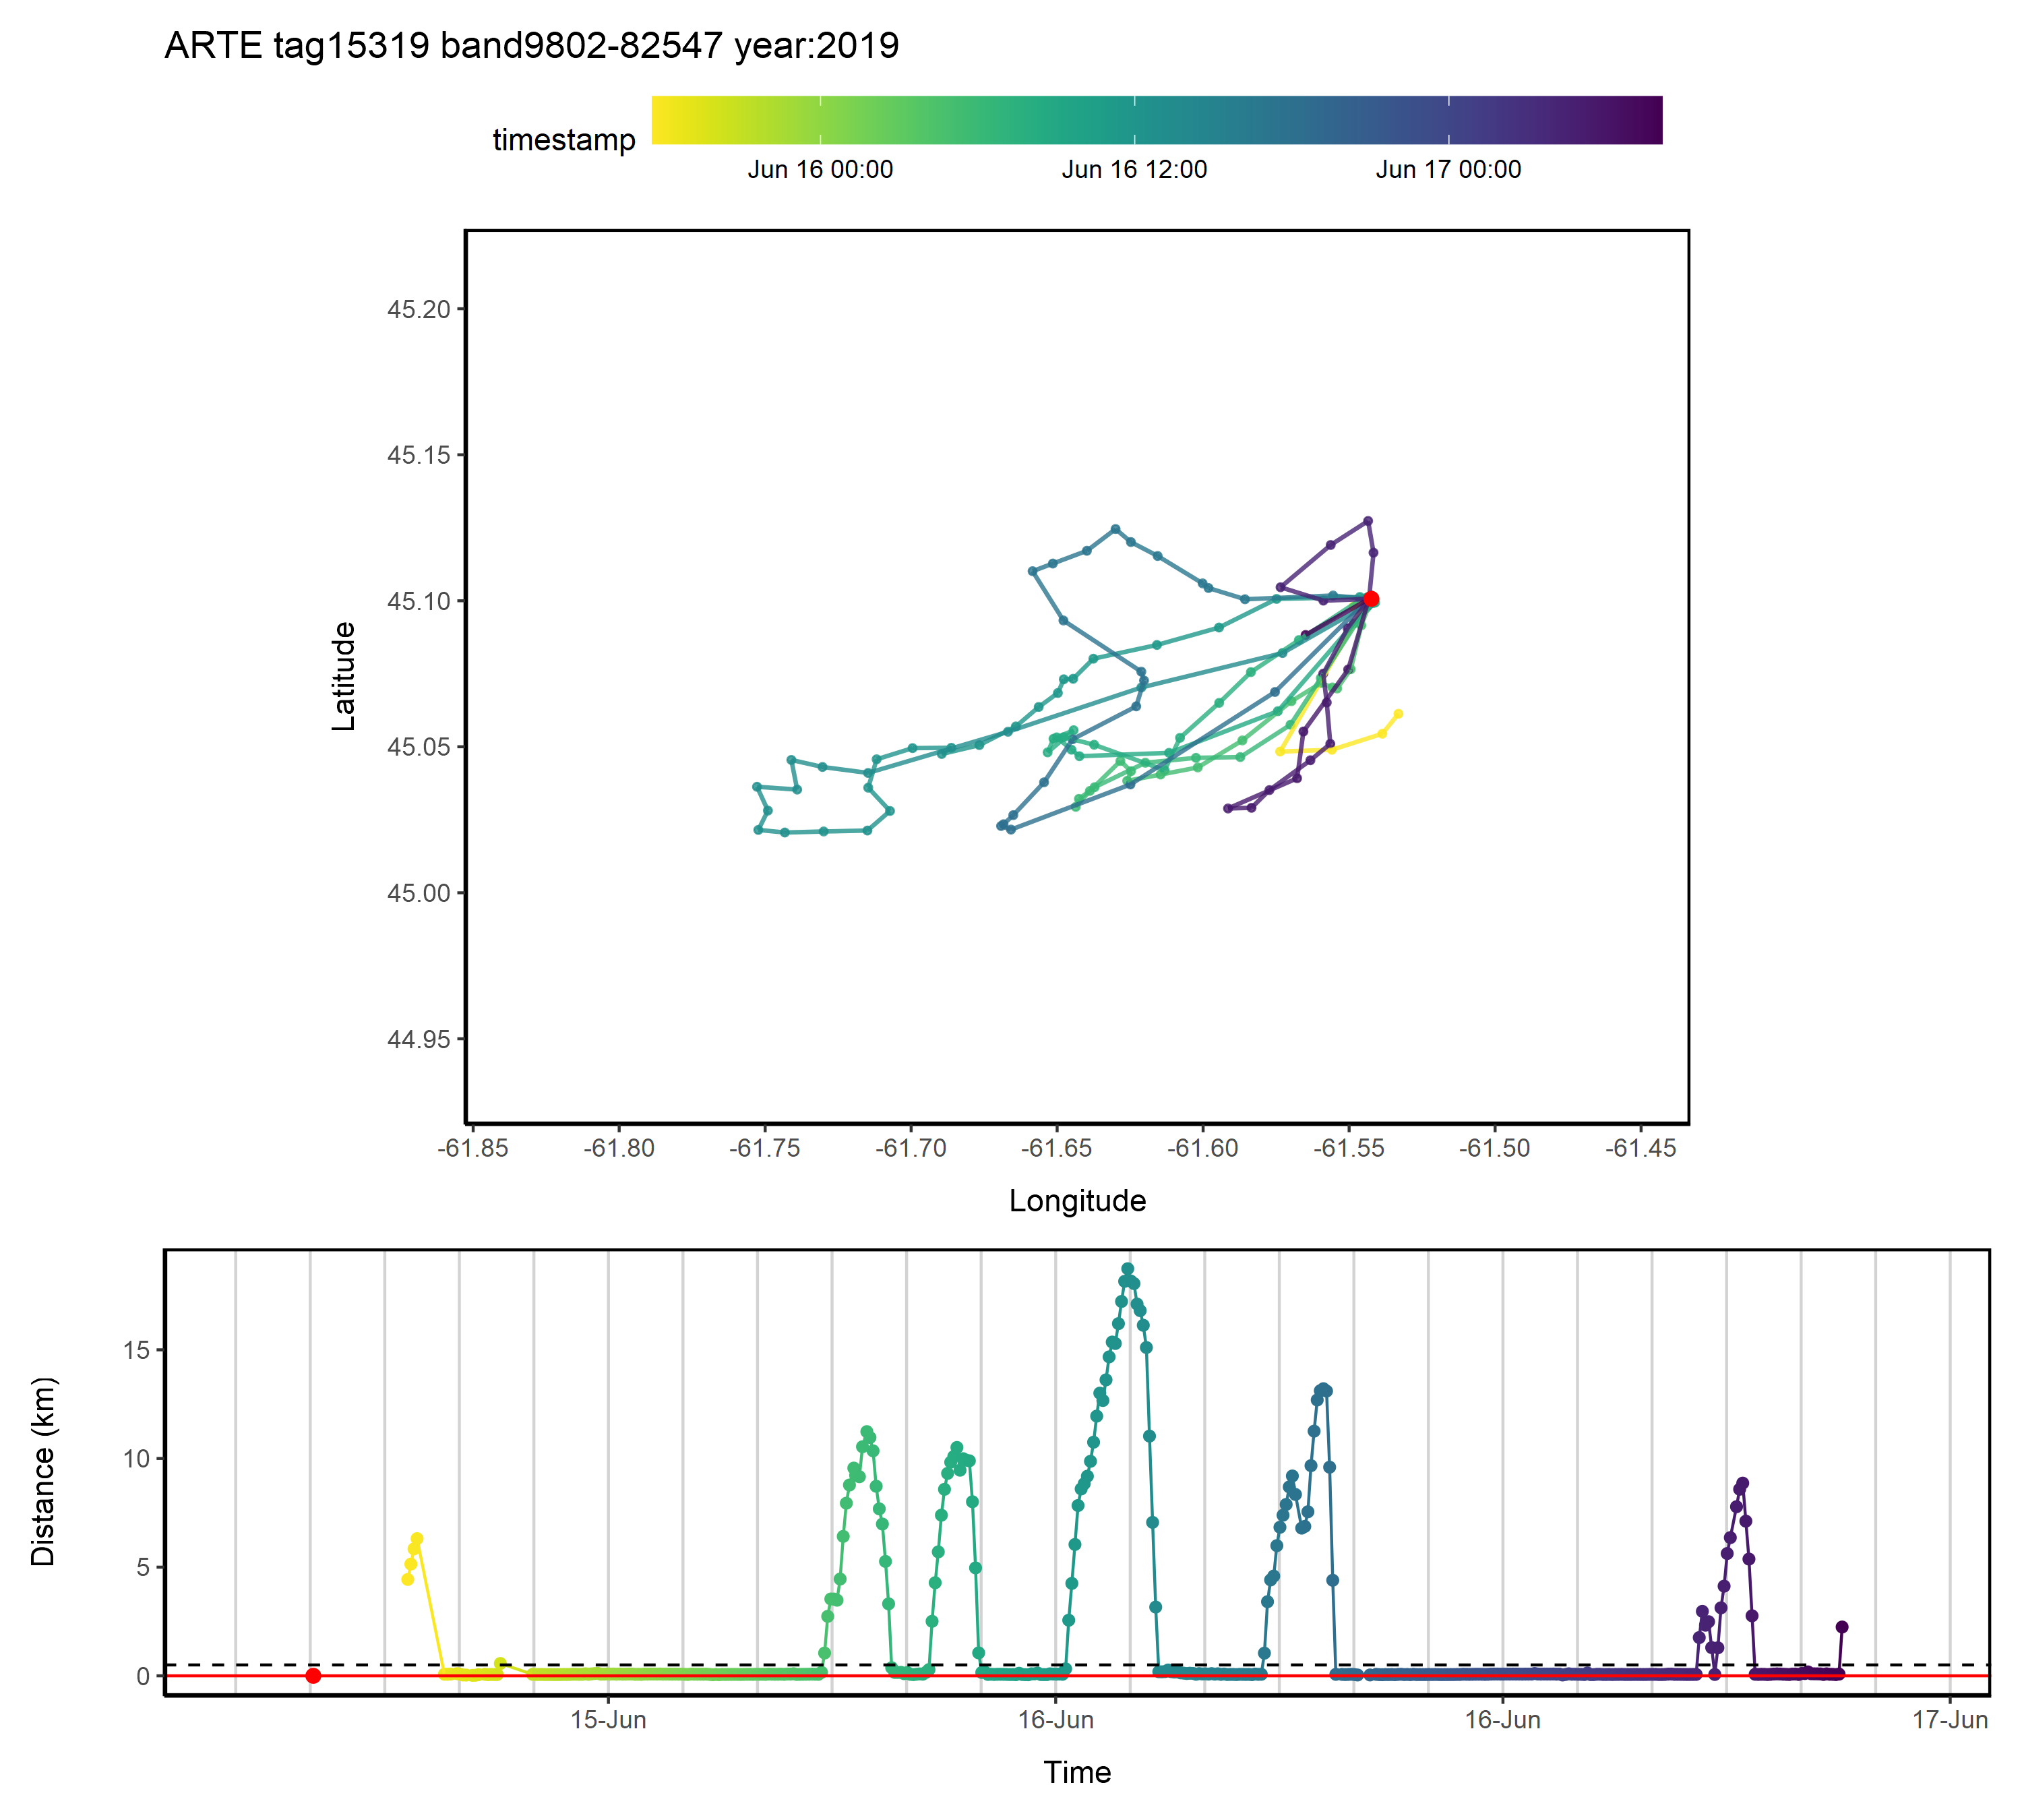 ARTE tag15319 band9802-82547 year:2019
timestamp
Jun 16 00:00 Jun 16 12:00 Jun 17 00:00
45.20
45.15
45.10
45.05
45.00
44.95
Latitude
-61.85 -61.80 -61.75 -61.70 -61.65 -61.60 -61.55 -61.50 -61.45
Longitude
15
10
5
0
Distance (km)
15-Jun 16-Jun 16-Jun 17-Jun
Time